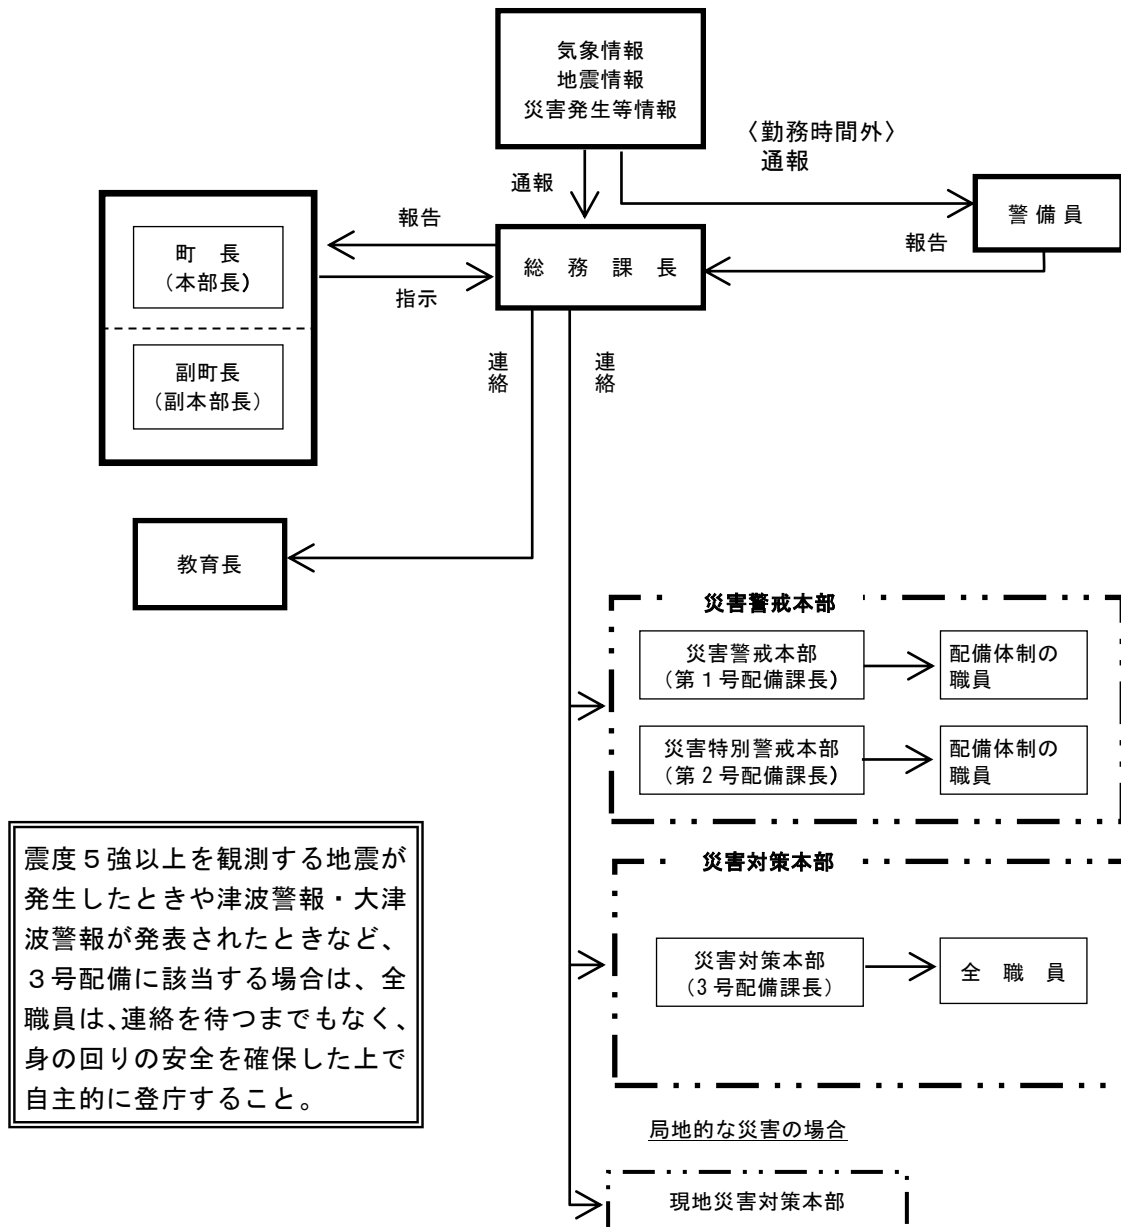 気象情報
地震情報
災害発生等情報
〈勤務時間外〉
通報
通報
警備員
報告
報告
町　長
（本部長）
総　務　課　長
指示
副町長
（副本部長）
連絡
連絡
教育長
災害警戒本部
災害警戒本部
（第１号配備課長）
配備体制の
職員
災害特別警戒本部
（第２号配備課長）
配備体制の
職員
震度５強以上を観測する地震が
発生したときや津波警報・大津
波警報が発表されたときなど、
３号配備に該当する場合は、全
職員は、連絡を待つまでもなく、
身の回りの安全を確保した上で
自主的に登庁すること。
災害対策本部
災害対策本部
（3号配備課長）
全　職　員
局地的な災害の場合
現地災害対策本部